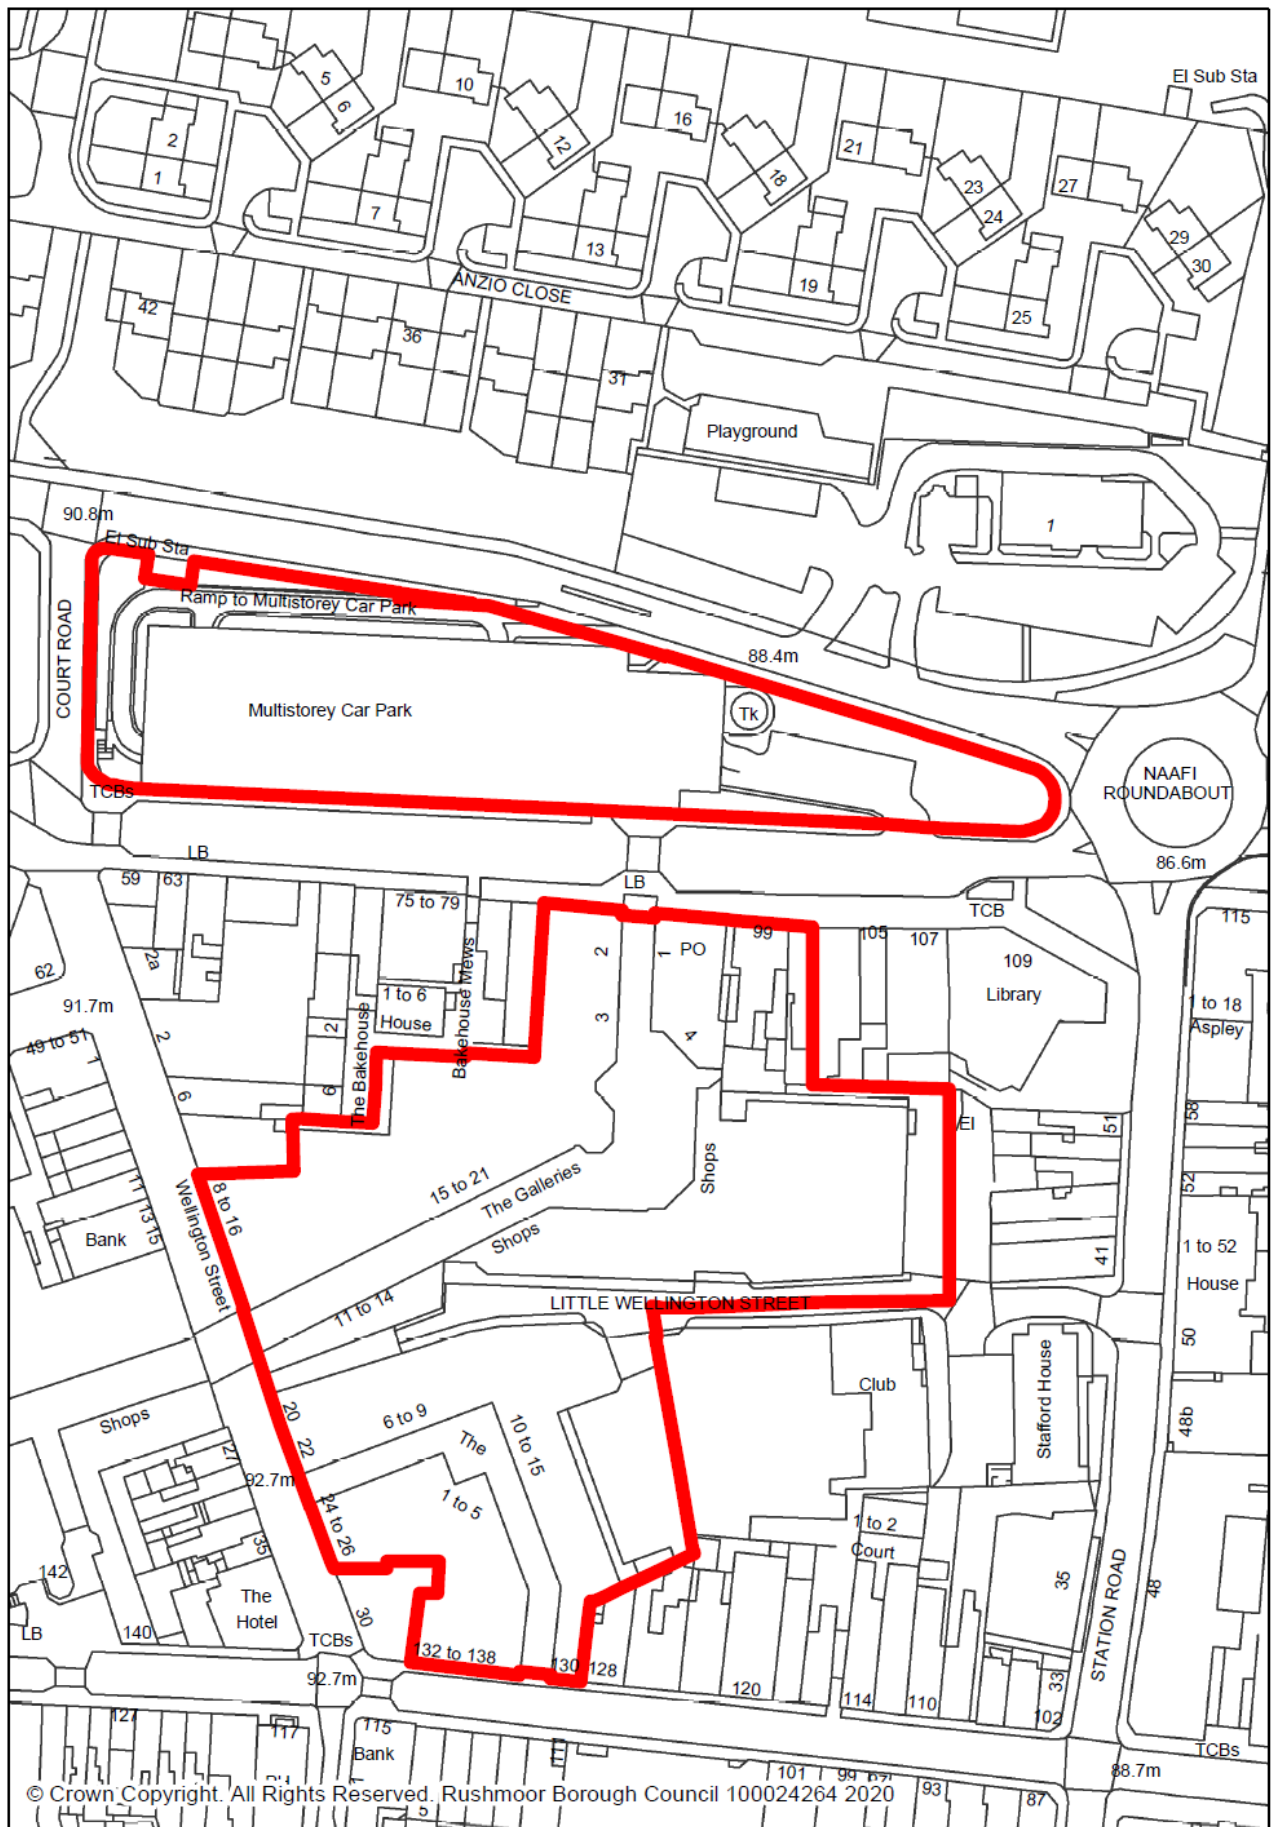 El Sub Sta
5
6
10
12
16
18
21
23
24
27
29
30
2
1
7
13
19
25
ANZIO CLOSE
42
36
31
Playground
1
90.8m
El Sub Sta
Ramp to Multistorey Car Park
COURT ROAD
88.4m
Multistorey Car Park
Tk
NAAFI
ROUNDABOUT
TCBs
86.6m
LB
LB
TCB
59
63
75 to 79
PO
99
105
107
109
Library
115
62
2a
2
1
91.7m
1 to 6
House
Bakehouse Mews
3
4
1 to 18
Aspley
49 to 51
1
2
2
The Bakehouse
6
6
El
51
58
11
13
15
Bank
Wellington Street
8 to 16
15 to 21
The Galleries
Shops
Shops
52
41
1 to 52
House
50
11 to 14
LITTLE WELLINGTON STREET
Club
Stafford House
48b
Shops
20
22
6 to 9
The
10 to 15
27
92.7m
24 to 26
1 to 5
1 to 2
Court
35
142
35
The
Hotel
STATION ROAD
48
LB
140
TCBs
30
132 to 138
130
128
92.7m
120
114
110
102
33
127
117
115
Bank
111
101
99
97
93
87
88.7m
TCBs
© Crown Copyright. All Rights Reserved. Rushmoor Borough Council 100024264 2020